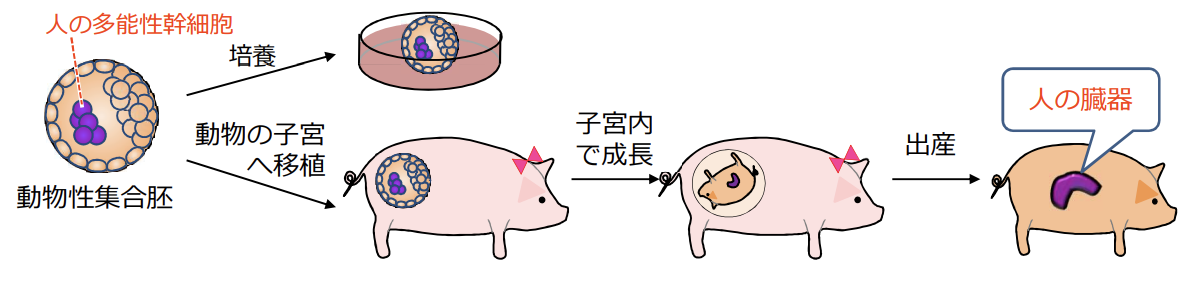 人の多能性幹細胞
動物性集合胚
培養
動物の子宮
へ移植
子宮内
で成長
出産
人の臓器